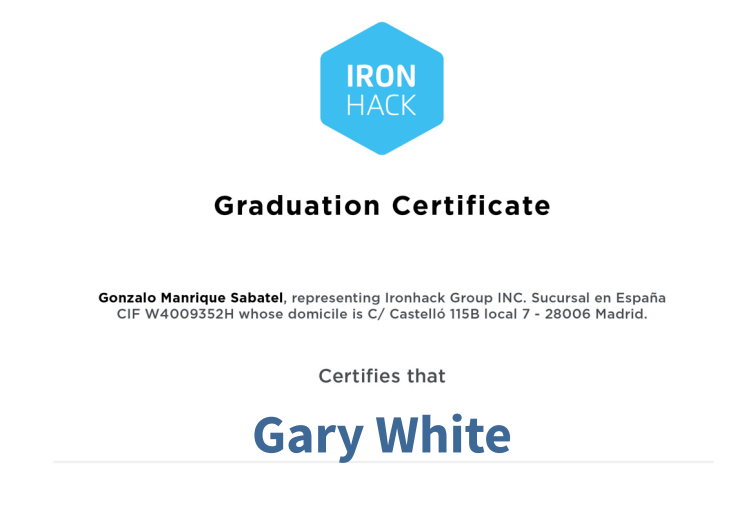 IRON
HACK
Graduation Certificate
Gonzalo Manrique Sabatel, representing Ironhack Group INC. Sucursal en España
CIF W4009352H whose domicile is C/ Castelló 115B local 7 - 28006 Madrid.
Certifies that
Gary White